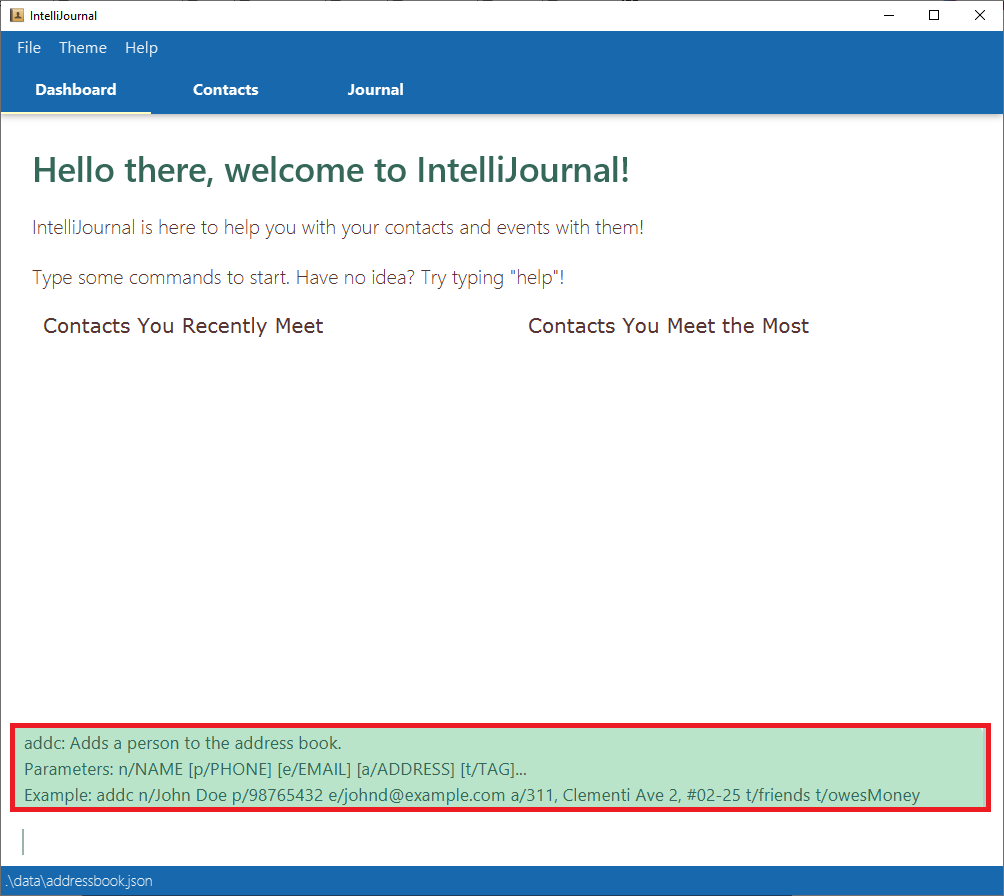 IntelliJournal
File Theme Help
Dashboard Contacts Journal
Hello there, welcome to IntelliJournal!
IntelliJournal is here to help you with your contacts and events with them!
Type some commands to start. Have no idea? Try typing "help"!
Contacts You Recently Meet Contacts You Meet the Most
addc: Adds a person to the address book.
Parameters: n/NAME [p/PHONE] [e/EMAIL] [a/ADDRESS] [t/TAG]...
Example: addc n/John Doe p/98765432 e/johnd@example.com a/311, Clementi Ave 2, #02-25 t/friends t/owesMoney
.\data\addressbook.json